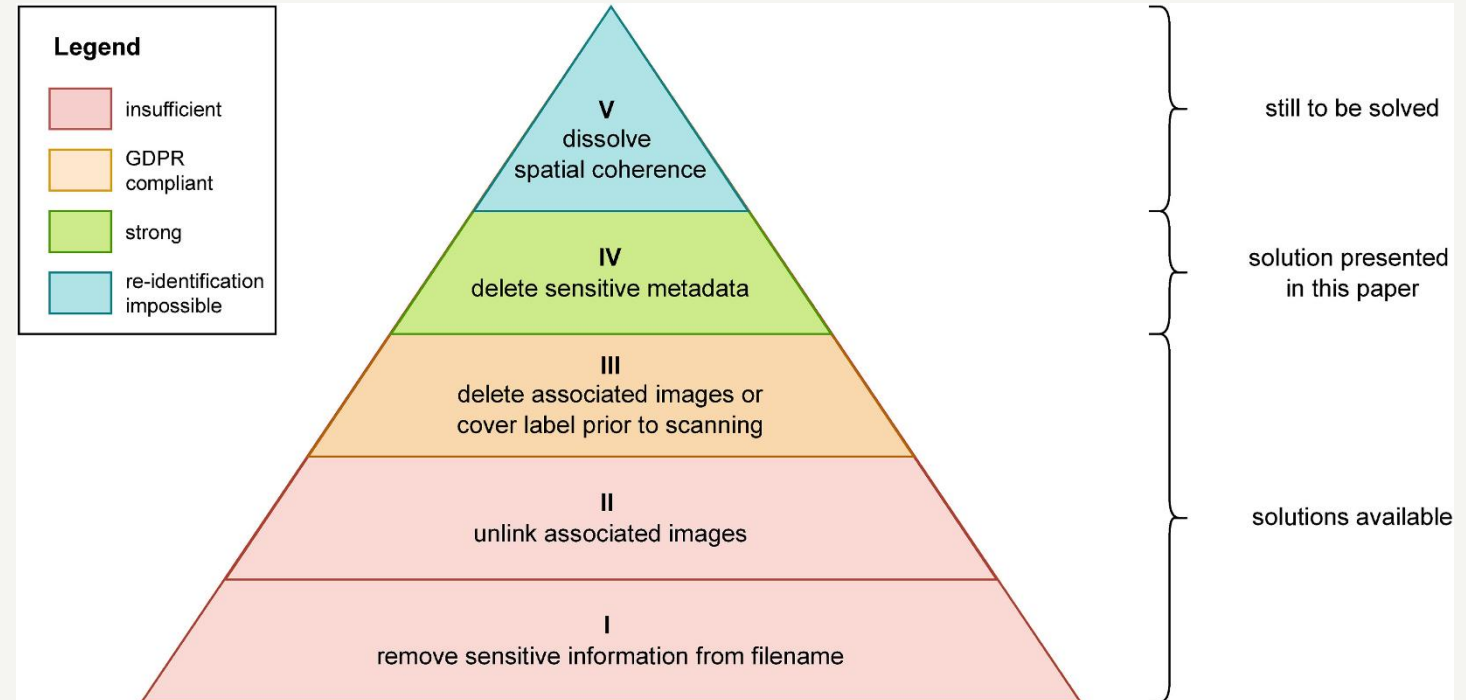 Legend
insufficient
GDPR
compliant
strong
re-identification
impossible
V
dissolve
spatial coherence
still to be solved
IV
delete sensitive metadata
solution presented
in this paper
III
delete associated images or
cover label prior to scanning
II
unlink associated images
solutions available
I
remove sensitive information from filename